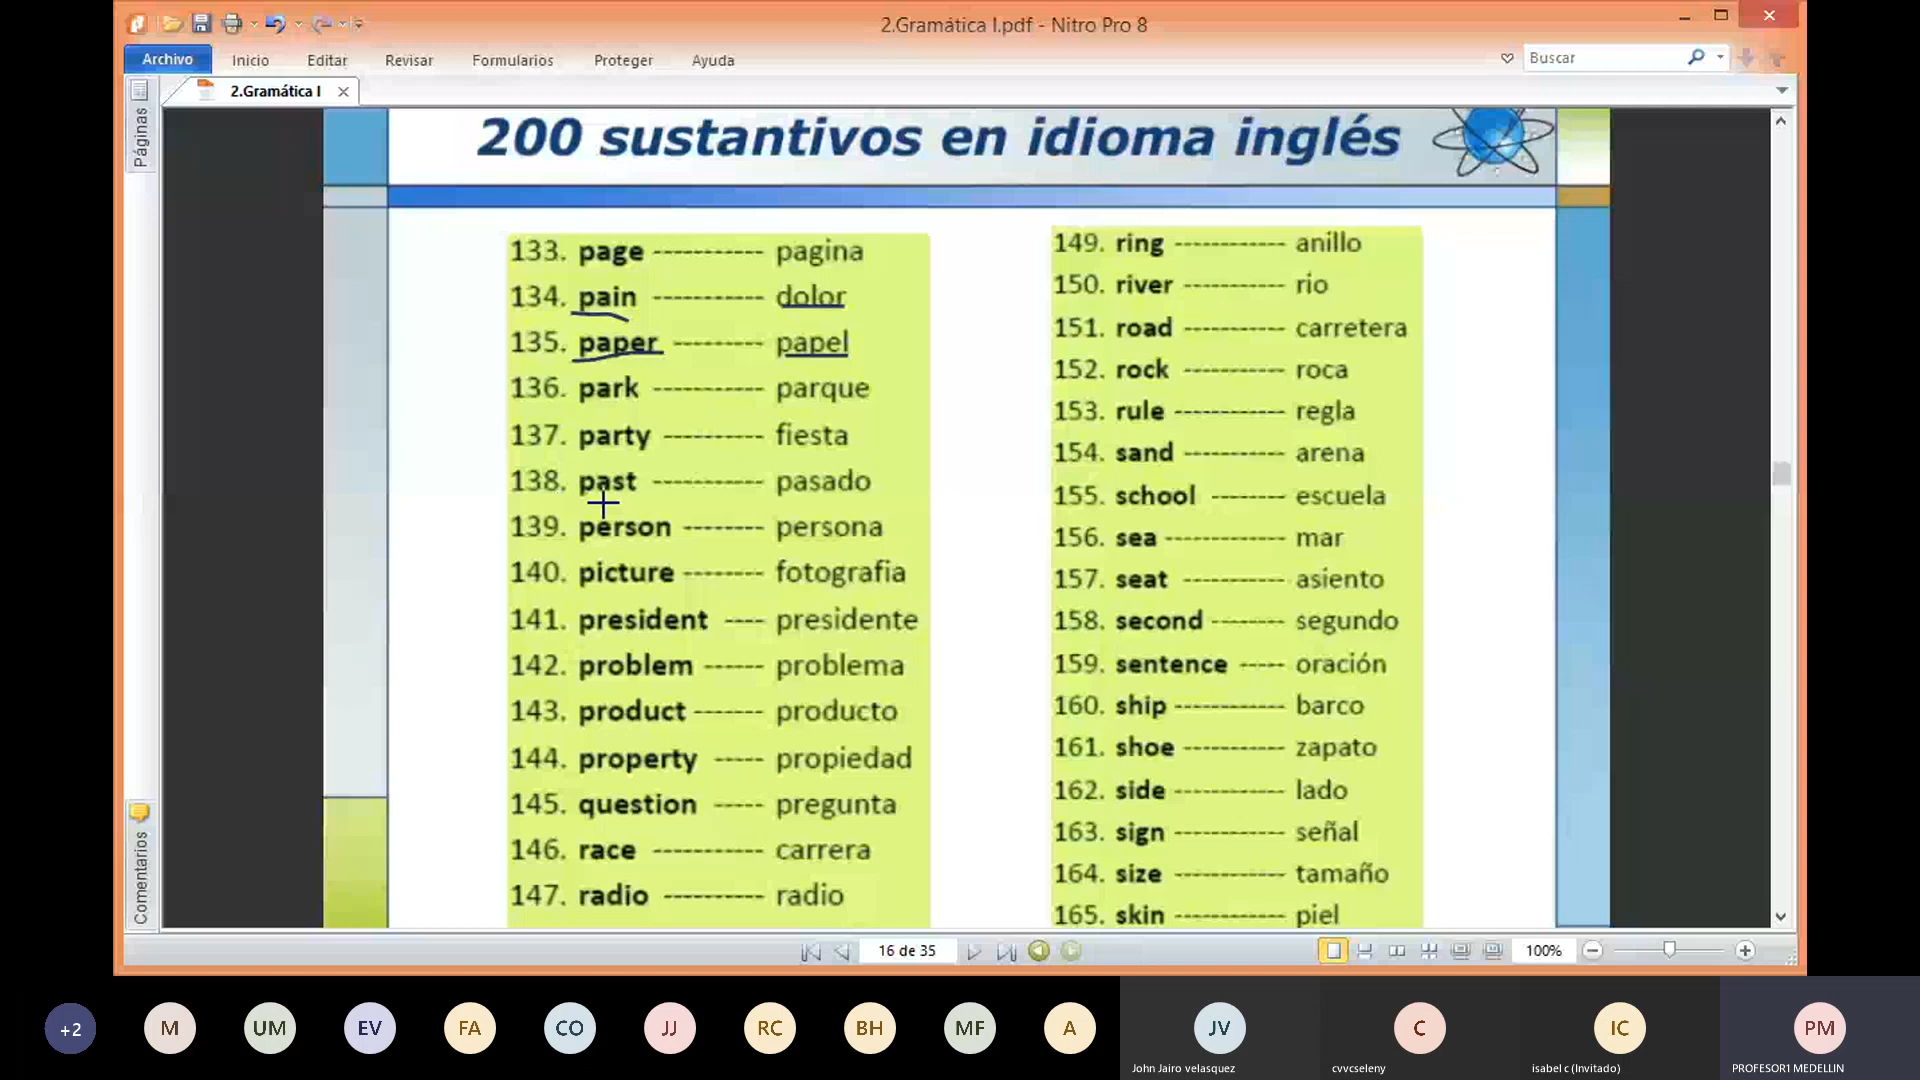 2.Gramática I.pdf - Nitro Pro 8
Archivo Inicio Editar Revisar Formularios Proteger Ayuda
Buscar
2.Gramática I
Páginas
200 sustantivos en idioma inglés
133. page ----------- pagina
134. pain ----------- dolor
135. paper --------- papel
136. park ----------- parque
137. party ---------- fiesta
138. past ----------- pasado
139. person -------- persona
140. picture -------- fotografia
141. president ---- presidente
142. problem ------ problema
143. product ------- producto
144. property ----- propiedad
145. question ----- pregunta
146. race ----------- carrera
147. radio ---------- radio
149. ring ----------- anillo
150. river ---------- rio
151. road ---------- carretera
152. rock ---------- roca
153. rule ----------- regla
154. sand ---------- arena
155. school ------- escuela
156. sea ------------ mar
157. seat ---------- asiento
158. second ------- segundo
159. sentence ----- oración
160. ship ----------- barco
161. shoe ---------- zapato
162. side ----------- lado
163. sign ----------- señal
164. size ----------- tamaño
165. skin ----------- piel
Comentarios
16 de 35
100%
+2 M UM EV FA CO JJ RC BH MF A JV C IC PM
John Jairo velasquez cvvcseleny isabel c (Invitado) PROFESOR1 MEDELLIN